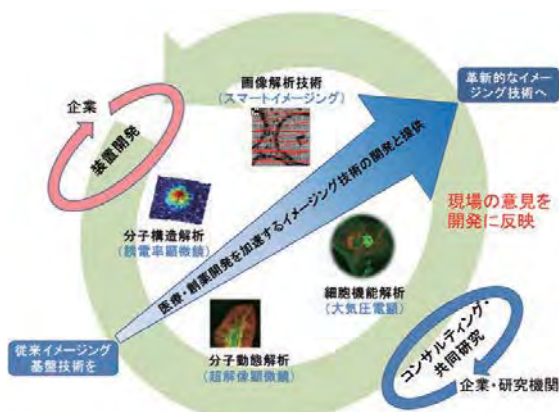 画像解析技術
(スマートイメージング)
革新的なイメー
ジング技術へ
企業
装置開発
医療・創薬開発を加速するイメージング技術の開発と提供
現場の意見を
開発に反映
分子構造解析
(誘電率顕微鏡)
細胞機能解析
(大気圧電顕)
従来イメージング
基盤技術を
分子動態解析
(超解像顕微鏡)
コンサルティング・
共同研究
企業・研究機関